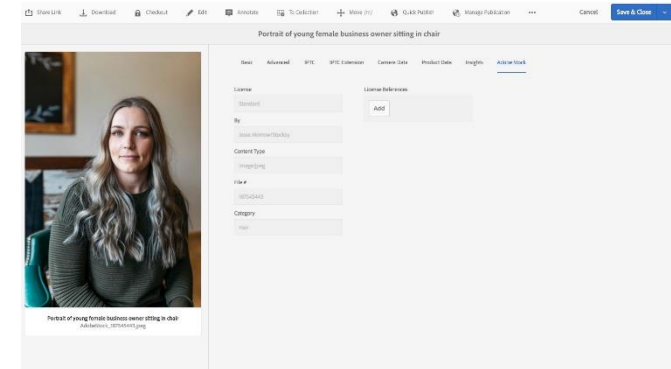 Share Link Download Checkout Edit Annotate To Collection Move (m) Quick Publish Manage Publication ... Cancel Save & Close
Portrait of young female business owner sitting in chair
Basic Advanced IPTC IPTC Extension Camera Data Product Data Insights Adobe Stock
License License References
Standard
Add
By
Content Type
image/jpeg
File #
Category
Portrait of young female business owner sitting in chair